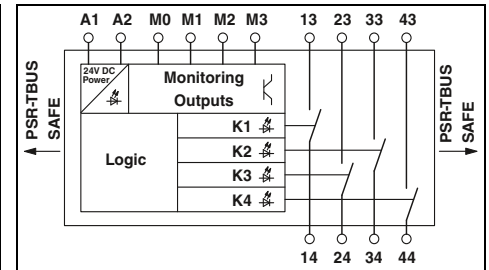 A1 A2 M0 M1 M2 M3 13 23 33 43
24V DC
Power
Monitoring
Outputs
PSR-TBUS
SAFE
Logic
K1
K2
K3
K4
PSR-TBUS
SAFE
14 24 34 44